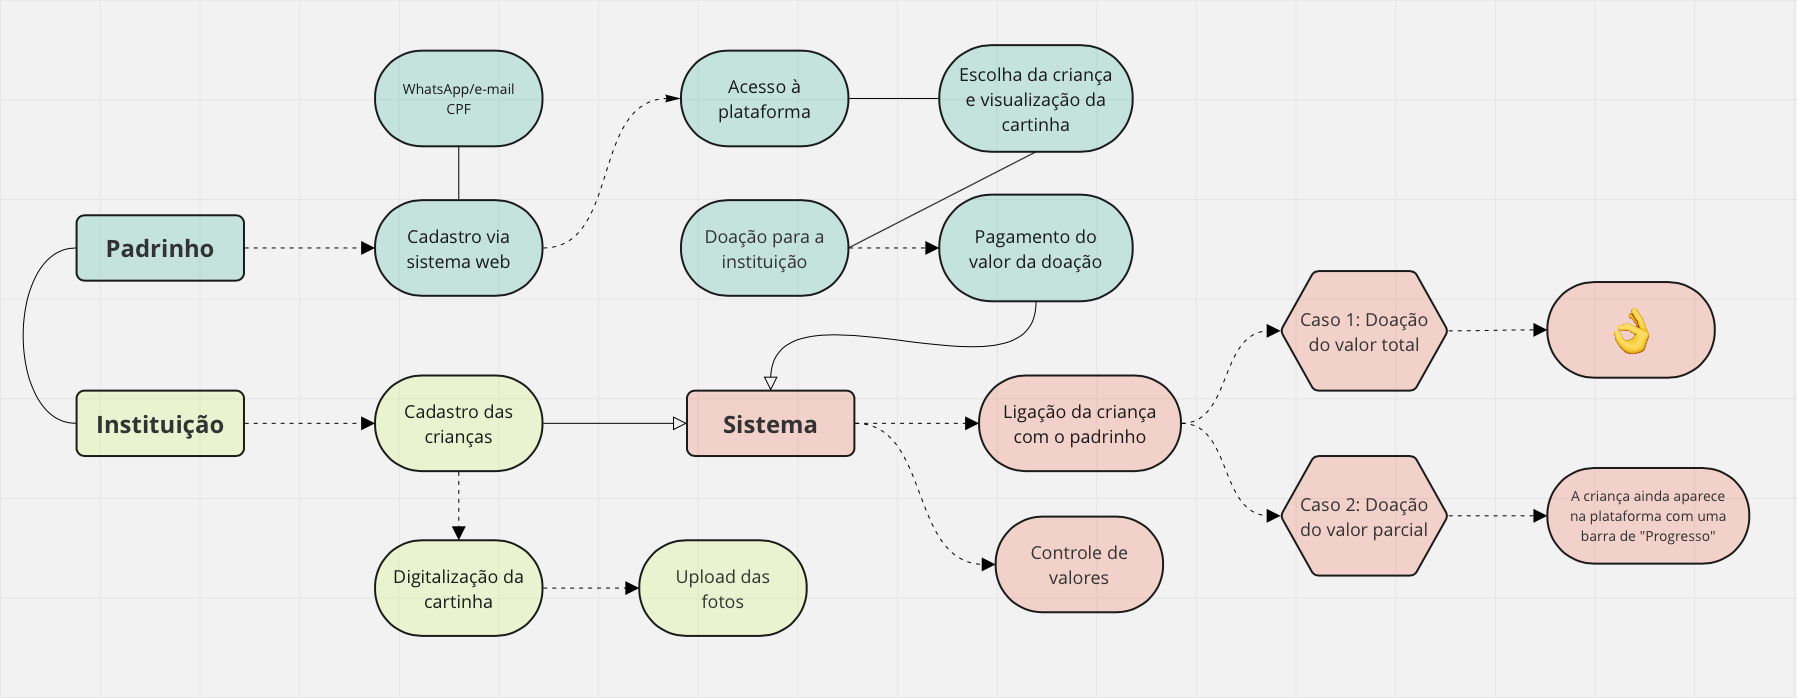 WhatsApp/e-mail
CPF
Acesso à
plataforma
Escolha da criança
e visualização da
cartinha
Padrinho
Cadastro via
sistema web
Doação para a
instituição
Pagamento do
valor da doação
Caso 1: Doação
do valor total
👌
Instituição
Cadastro das
crianças
Sistema
Ligação da criança
com o padrinho
Caso 2: Doação
do valor parcial
A criança ainda aparece
na plataforma com uma
barra de "Progresso"
Controle de
valores
Digitalização da
cartinha
Upload das
fotos